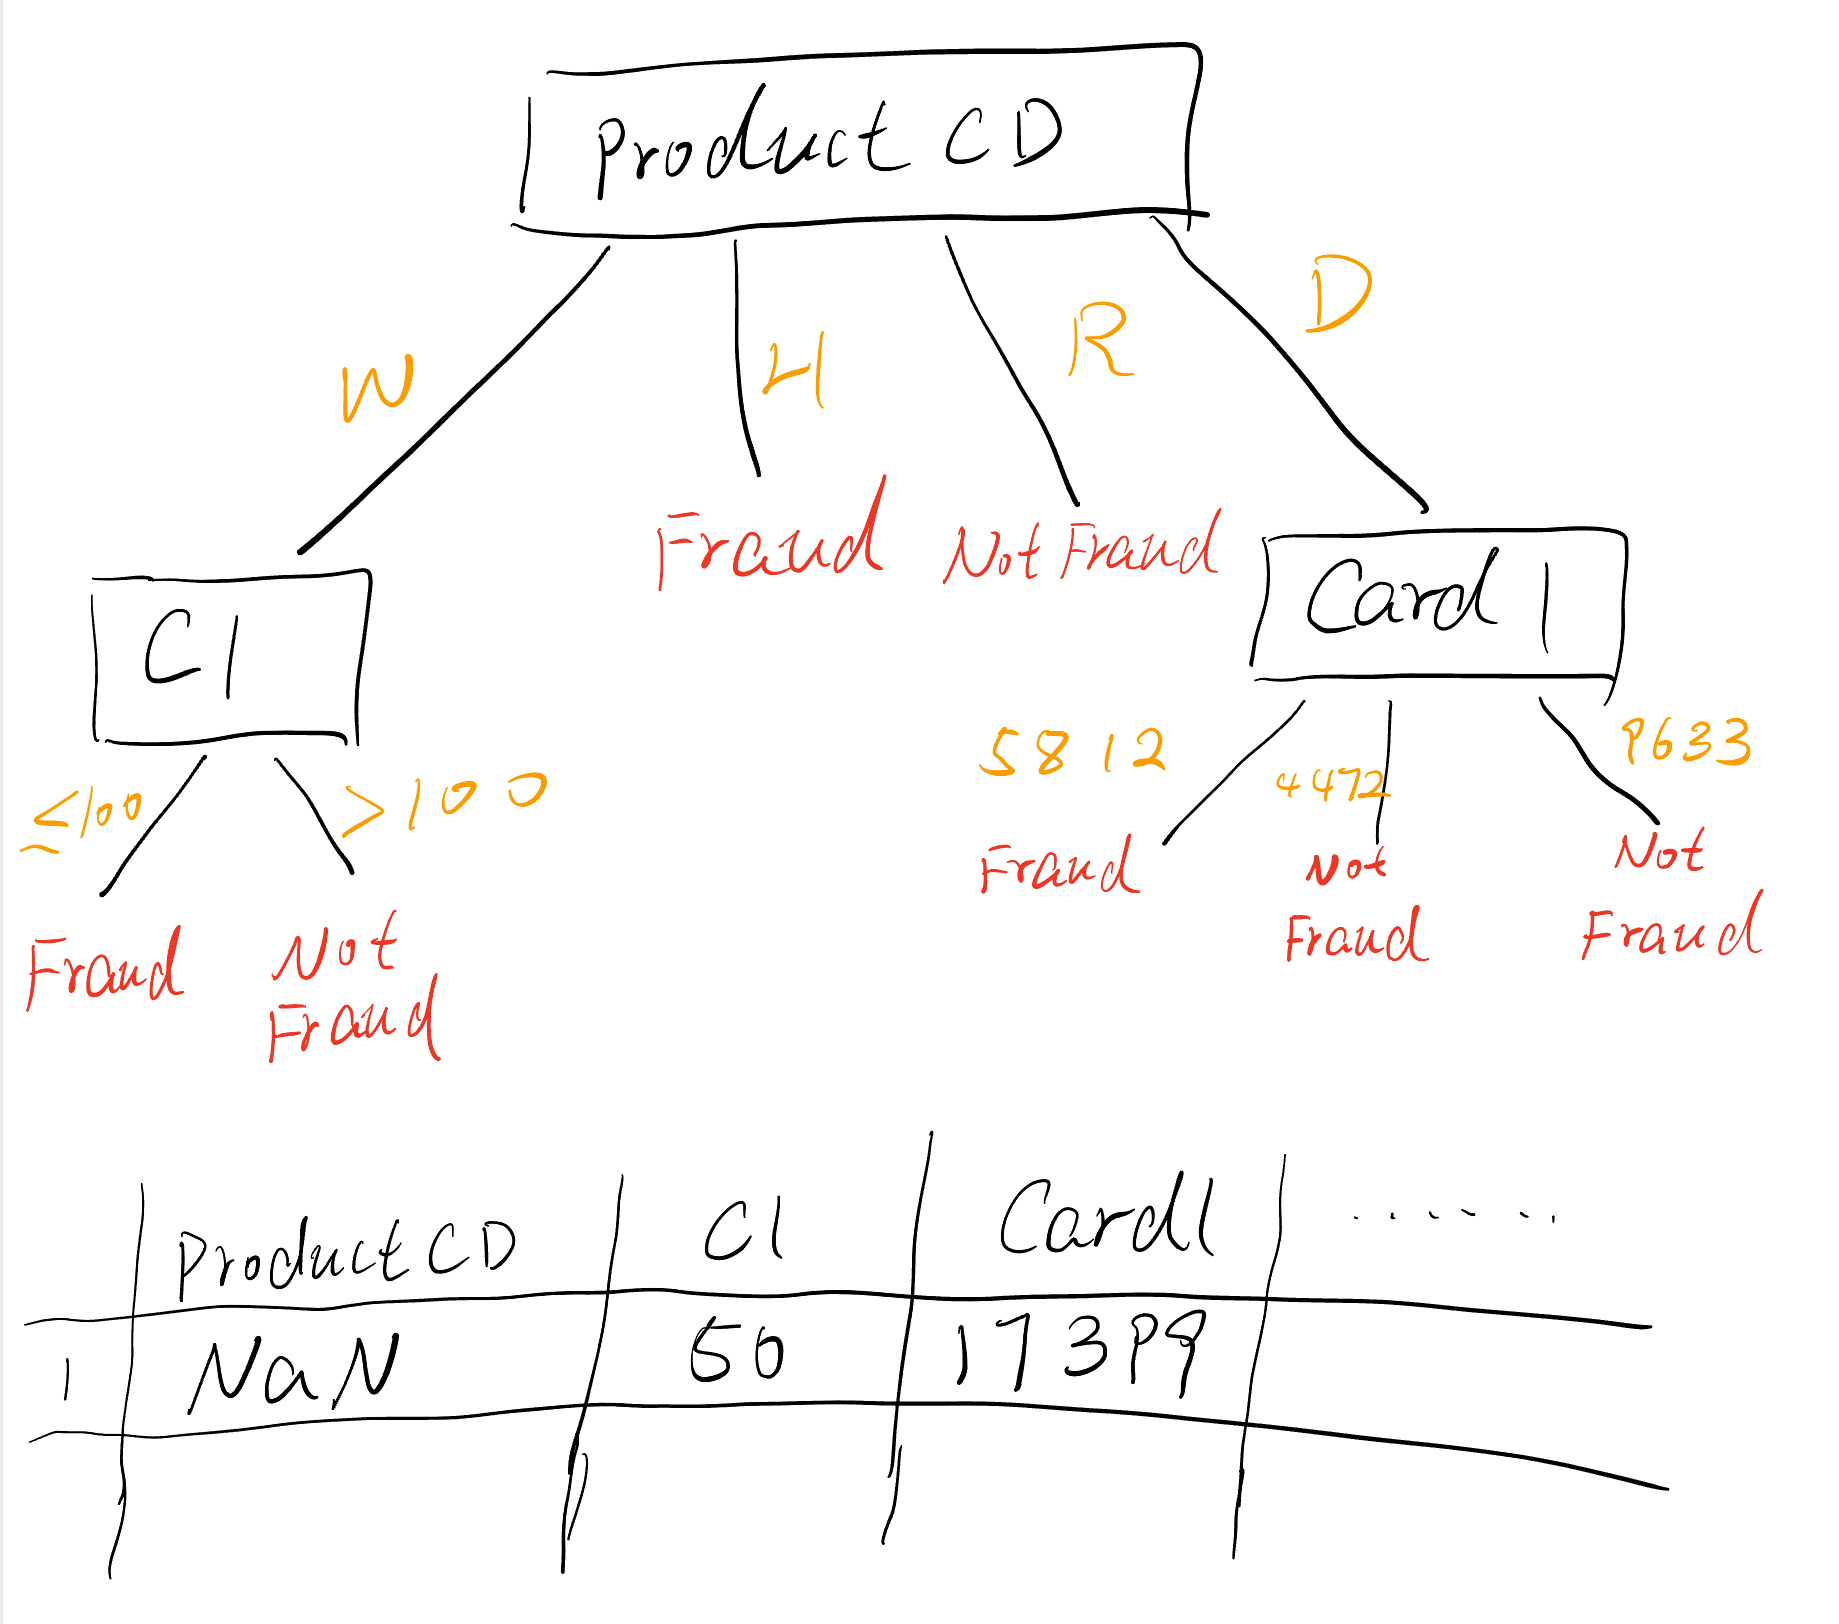 Product CD
W
H
R
D
Fraud
Not Fraud
C1
Card 1
≤100
>100
5812
4472
9633
Fraud
Not
Fraud
Fraud
Not
Fraud
Not
Fraud
ProductCD C1 Card1 ......
1 NaN 50 17399